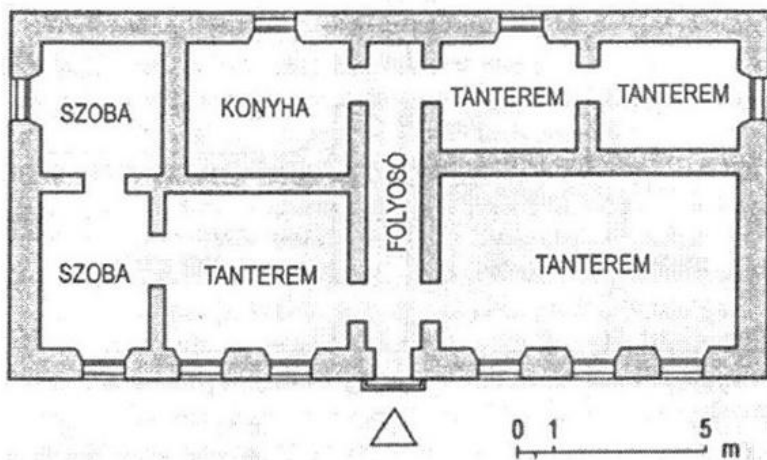 SZOBA
KONYHA
TANTEREM
TANTEREM
FOLYOSÓ
SZOBA
TANTEREM
TANTEREM
0 1 5 m